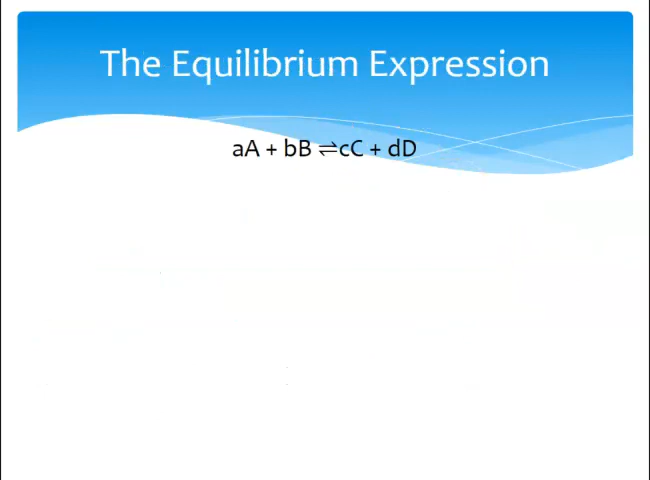 The Equilibrium Expression
aA + bB ⇌cC + dD